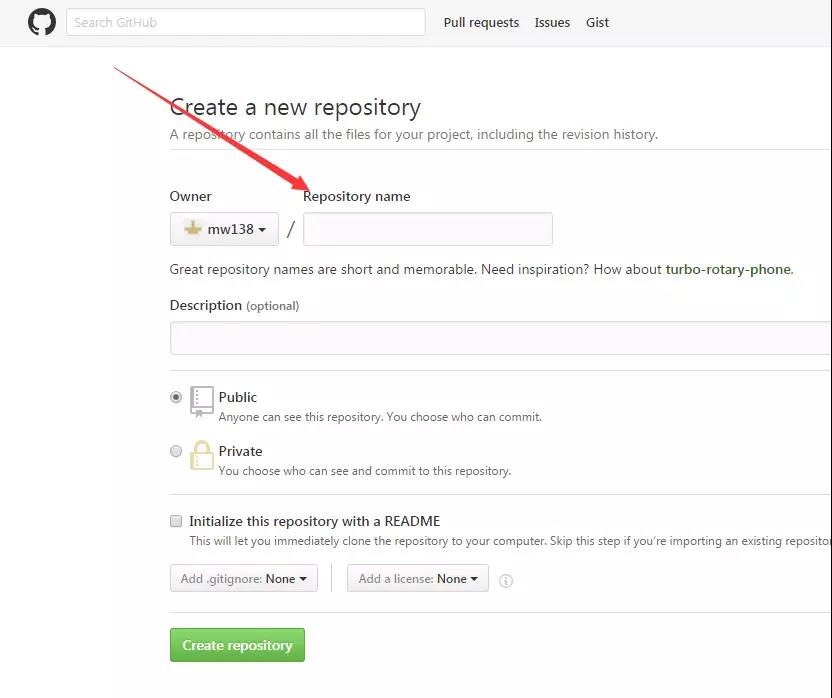 Search GitHub Pull requests Issues Gist
Create a new repository
A repository contains all the files for your project, including the revision history.
Owner Repository name
mw138 /
Great repository names are short and memorable. Need inspiration? How about turbo-rotary-phone.
Description (optional)
Public
Anyone can see this repository. You choose who can commit.
Private
You choose who can see and commit to this repository.
Initialize this repository with a README
This will let you immediately clone the repository to your computer. Skip this step if you’re importing an existing repositor
Add .gitignore: None Add a license: None
Create repository